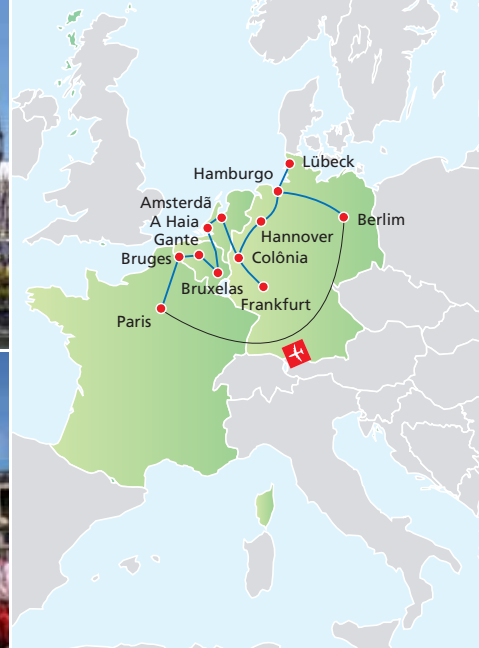 Lübeck
Hamburgo
Amsterdã
A Haia
Berlim
Gante
Hannover
Bruges
Colônia
Bruxelas
Frankfurt
Paris